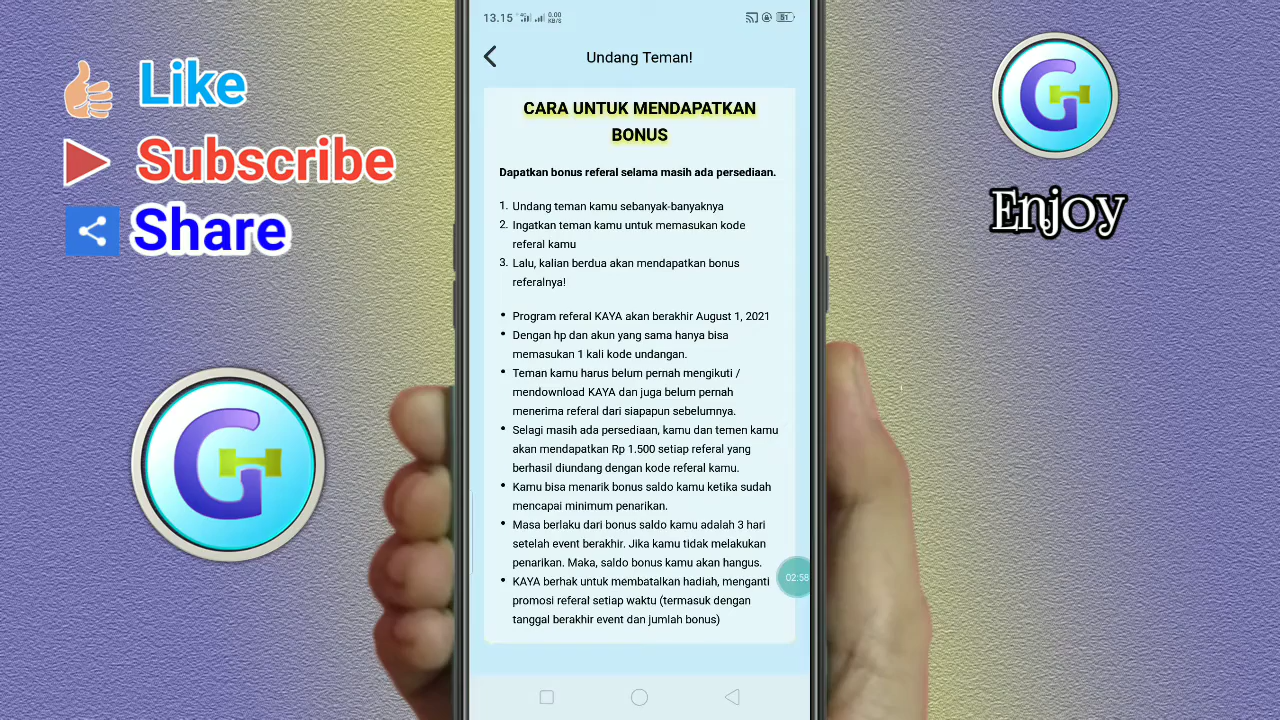 Like
Subscribe
Share
Enjoy
13.15 4G 0.00 KB/S 51
Undang Teman!
CARA UNTUK MENDAPATKAN
BONUS
Dapatkan bonus referal selama masih ada persediaan.
1. Undang teman kamu sebanyak-banyaknya
2. Ingatkan teman kamu untuk memasukan kode
referal kamu
3. Lalu, kalian berdua akan mendapatkan bonus
referalnya!
• Program referal KAYA akan berakhir August 1, 2021
• Dengan hp dan akun yang sama hanya bisa
memasukan 1 kali kode undangan.
• Teman kamu harus belum pernah mengikuti /
mendownload KAYA dan juga belum pernah
menerima referal dari siapapun sebelumnya.
• Selagi masih ada persediaan, kamu dan temen kamu
akan mendapatkan Rp 1.500 setiap referal yang
berhasil diundang dengan kode referal kamu.
• Kamu bisa menarik bonus saldo kamu ketika sudah
mencapai minimum penarikan.
• Masa berlaku dari bonus saldo kamu adalah 3 hari
setelah event berakhir. Jika kamu tidak melakukan
penarikan. Maka, saldo bonus kamu akan hangus.
• KAYA berhak untuk membatalkan hadiah, menganti
promosi referal setiap waktu (termasuk dengan
tanggal berakhir event dan jumlah bonus)
02:58